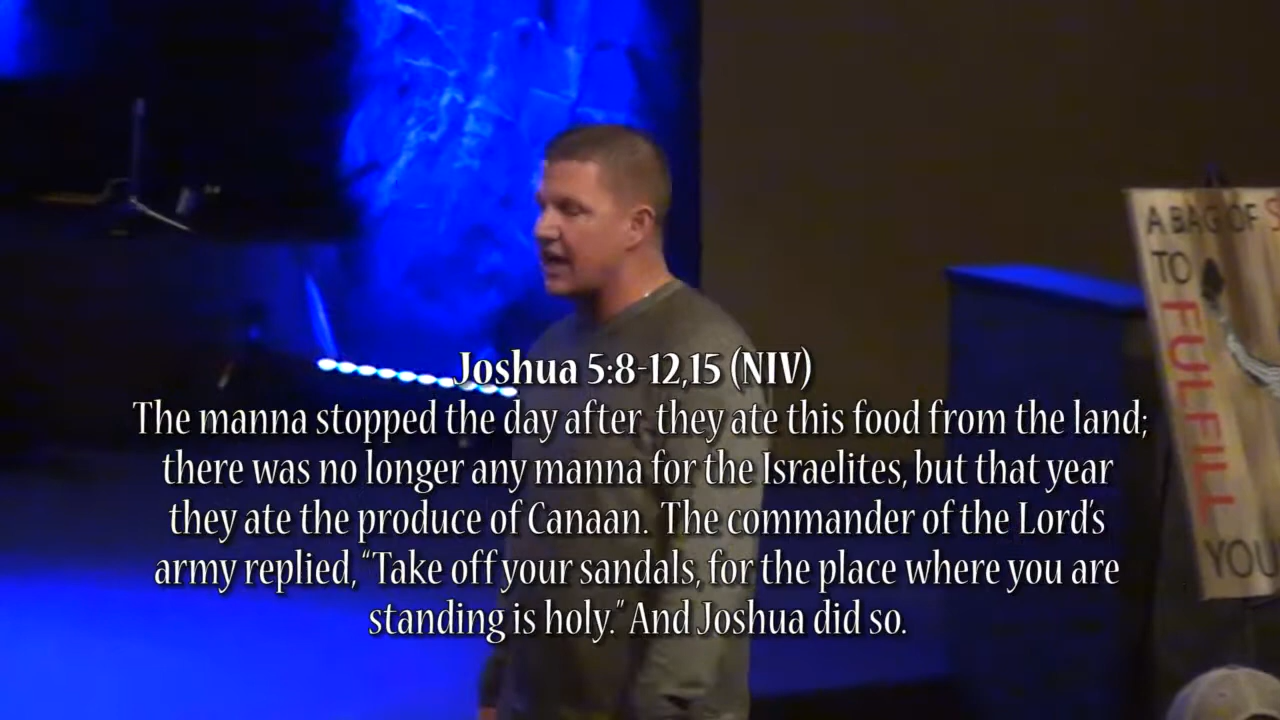 Joshua 5:8-12,15 (NIV)
The manna stopped the day after they ate this food from the land;
there was no longer any manna for the Israelites, but that year
they ate the produce of Canaan. The commander of the Lord's
army replied, "Take off your sandals, for the place where you are
standing is holy." And Joshua did so.
A BAG OF
TO
FULFILL
YOU